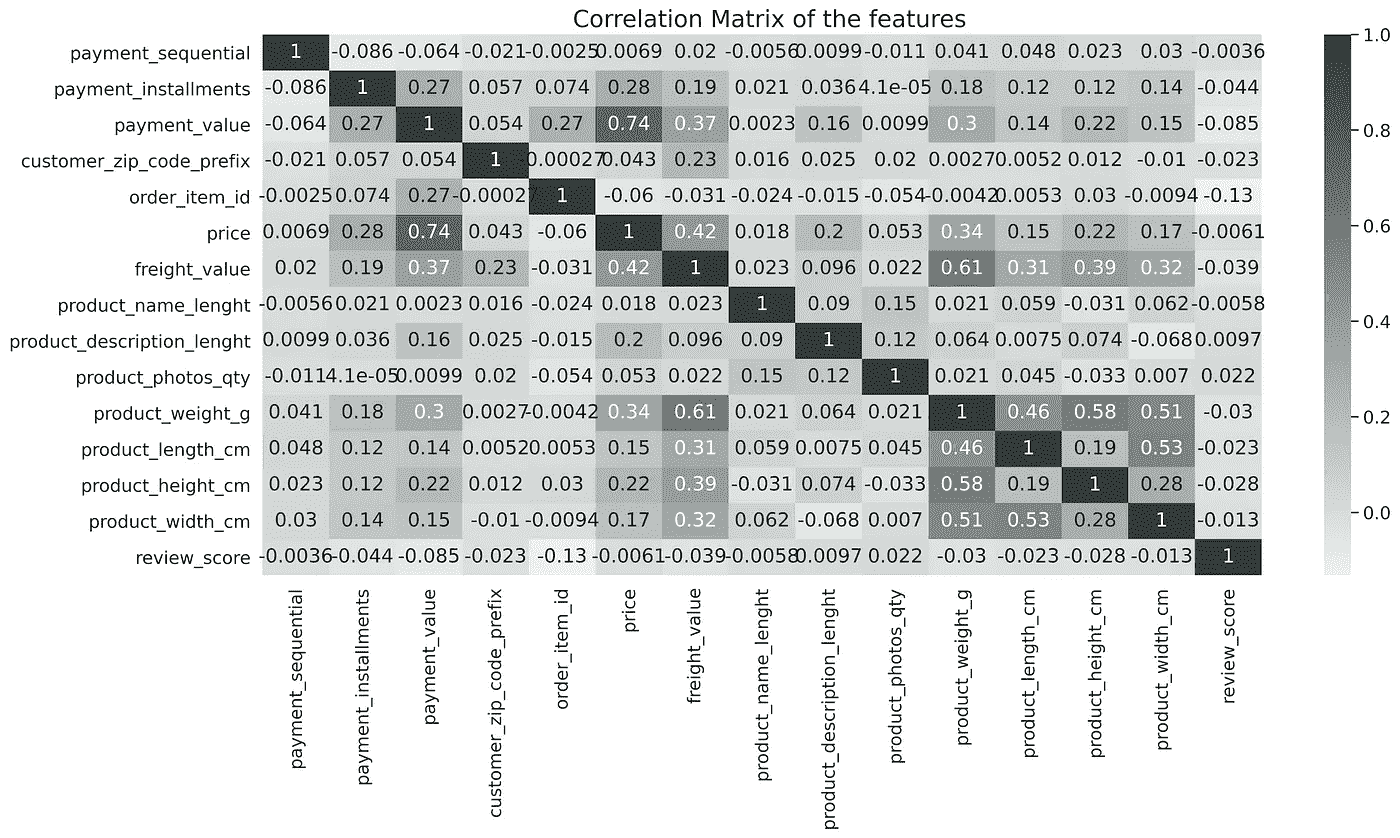 Correlation Matrix of the features
payment_sequential 1 -0.086 -0.064 -0.021 -0.0025 0.0069 0.02 -0.0056 0.0099 -0.011 0.041 0.048 0.023 0.03 -0.0036
payment_installments -0.086 1 0.27 0.057 0.074 0.28 0.19 0.021 0.036 4.1e-05 0.18 0.12 0.12 0.14 -0.044
payment_value -0.064 0.27 1 0.054 0.27 0.74 0.37 0.0023 0.16 0.0099 0.3 0.14 0.22 0.15 -0.085
customer_zip_code_prefix -0.021 0.057 0.054 1 -0.00027 0.043 0.23 0.016 0.025 0.02 0.0027 0.0052 0.012 -0.01 -0.023
order_item_id -0.0025 0.074 0.27 -0.00027 1 -0.06 -0.031 -0.024 -0.015 -0.054 -0.0042 0.0053 0.03 -0.0094 -0.13
price 0.0069 0.28 0.74 0.043 -0.06 1 0.42 0.018 0.2 0.053 0.34 0.15 0.22 0.17 -0.0061
freight_value 0.02 0.19 0.37 0.23 -0.031 0.42 1 0.023 0.096 0.022 0.61 0.31 0.39 0.32 -0.039
product_name_lenght -0.0056 0.021 0.0023 0.016 -0.024 0.018 0.023 1 0.09 0.15 0.021 0.059 -0.031 0.062 -0.0058
product_description_lenght 0.0099 0.036 0.16 0.025 -0.015 0.2 0.096 0.09 1 0.12 0.064 0.0075 0.074 -0.068 0.0097
product_photos_qty -0.011 4.1e-05 0.0099 0.02 -0.054 0.053 0.022 0.15 0.12 1 0.021 0.045 -0.033 0.007 0.022
product_weight_g 0.041 0.18 0.3 0.0027 -0.0042 0.34 0.61 0.021 0.064 0.021 1 0.46 0.58 0.51 -0.03
product_length_cm 0.048 0.12 0.14 0.0052 0.0053 0.15 0.31 0.059 0.0075 0.045 0.46 1 0.19 0.53 -0.023
product_height_cm 0.023 0.12 0.22 0.012 0.03 0.22 0.39 -0.031 0.074 -0.033 0.58 0.19 1 0.28 -0.028
product_width_cm 0.03 0.14 0.15 -0.01 -0.0094 0.17 0.32 0.062 -0.068 0.007 0.51 0.53 0.28 1 -0.013
review_score -0.0036 -0.044 -0.085 -0.023 -0.13 -0.0061 -0.039 -0.0058 0.0097 0.022 -0.03 -0.023 -0.028 -0.013 1
payment_sequential
payment_installments
payment_value
customer_zip_code_prefix
order_item_id
price
freight_value
product_name_lenght
product_description_lenght
product_photos_qty
product_weight_g
product_length_cm
product_height_cm
product_width_cm
review_score
1.0
0.8
0.6
0.4
0.2
0.0